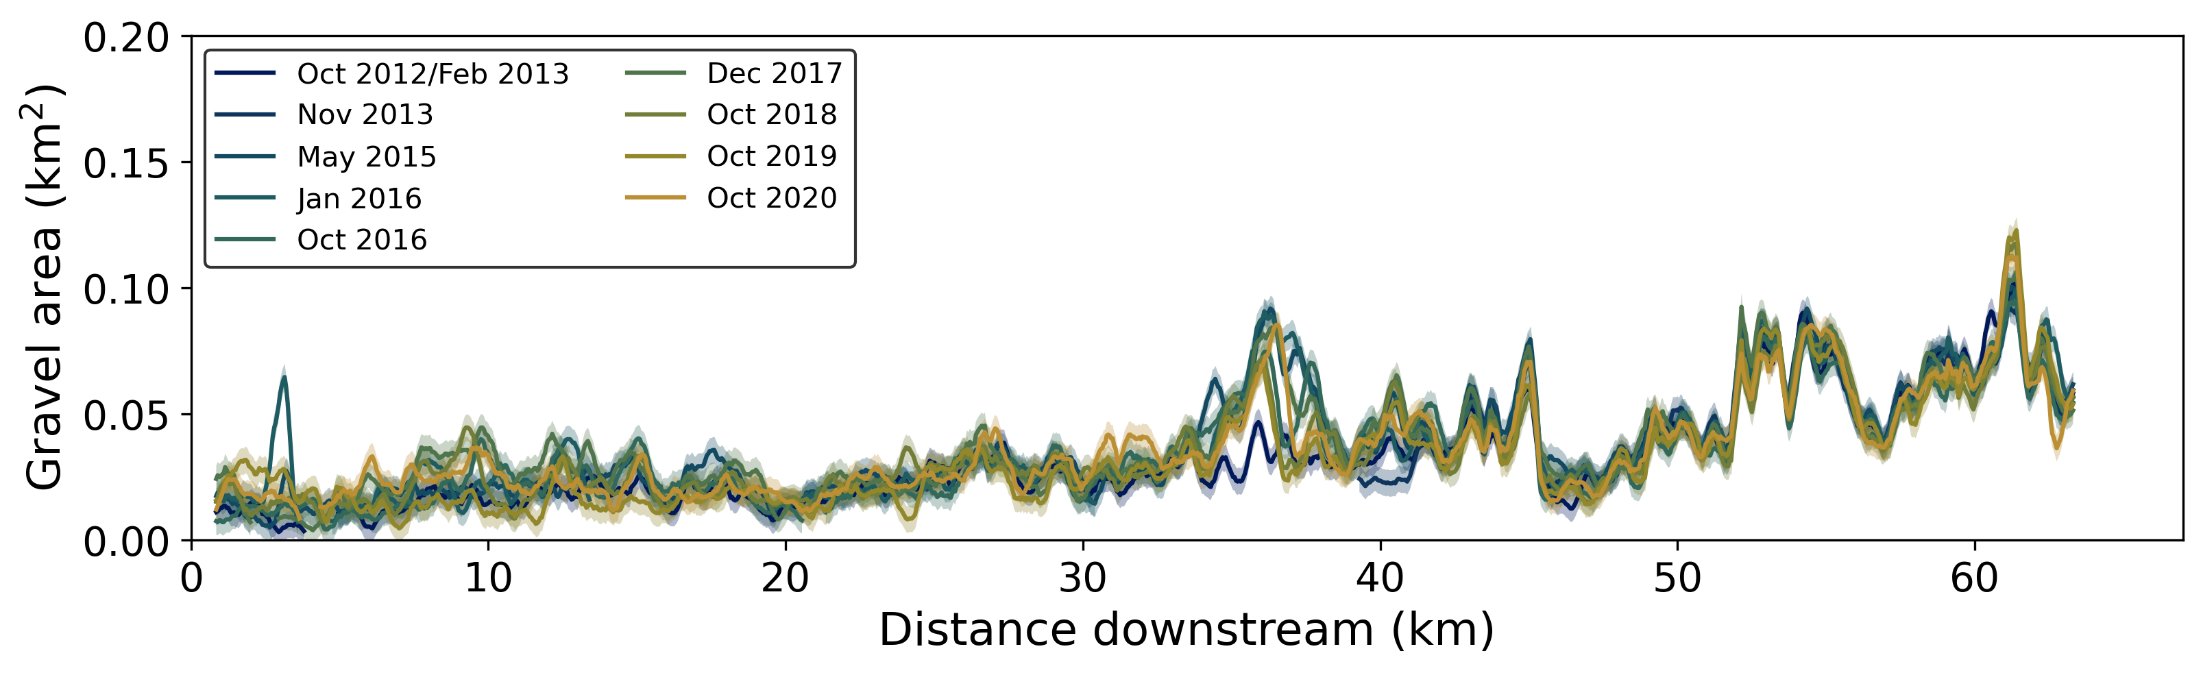 Gravel area (km²)
0.20
0.15
0.10
0.05
0.00
Oct 2012/Feb 2013
Nov 2013
May 2015
Jan 2016
Oct 2016
Dec 2017
Oct 2018
Oct 2019
Oct 2020
0 10 20 30 40 50 60
Distance downstream (km)